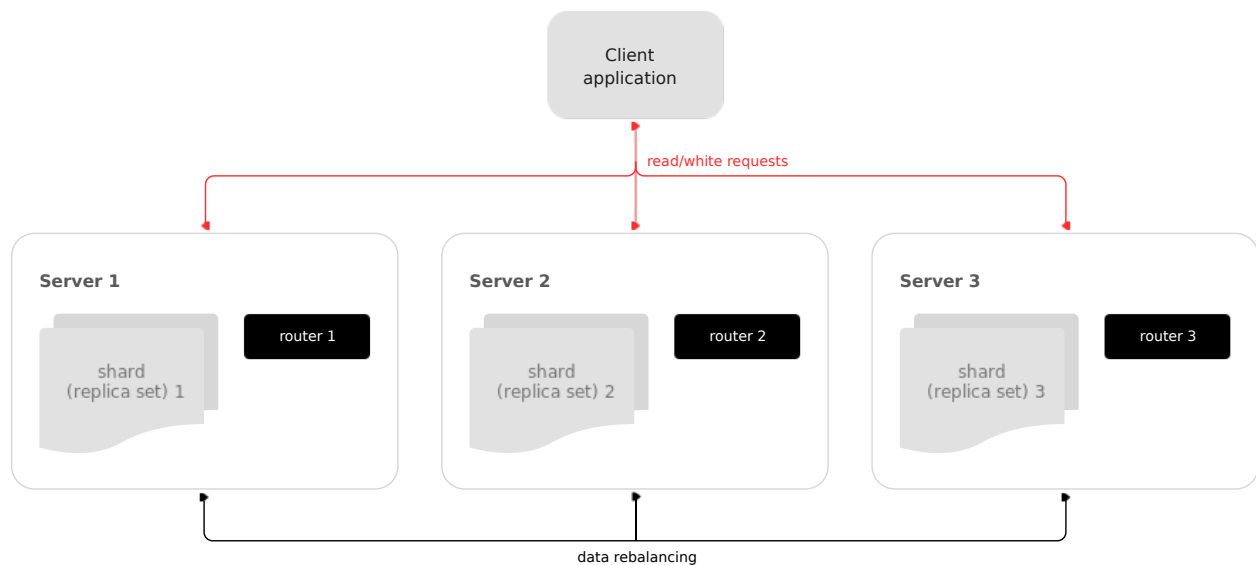 Client
application
read/white requests
Server 1
router 1
shard
(replica set) 1
Server 2
router 2
shard
(replica set) 2
Server 3
router 3
shard
(replica set) 3
data rebalancing